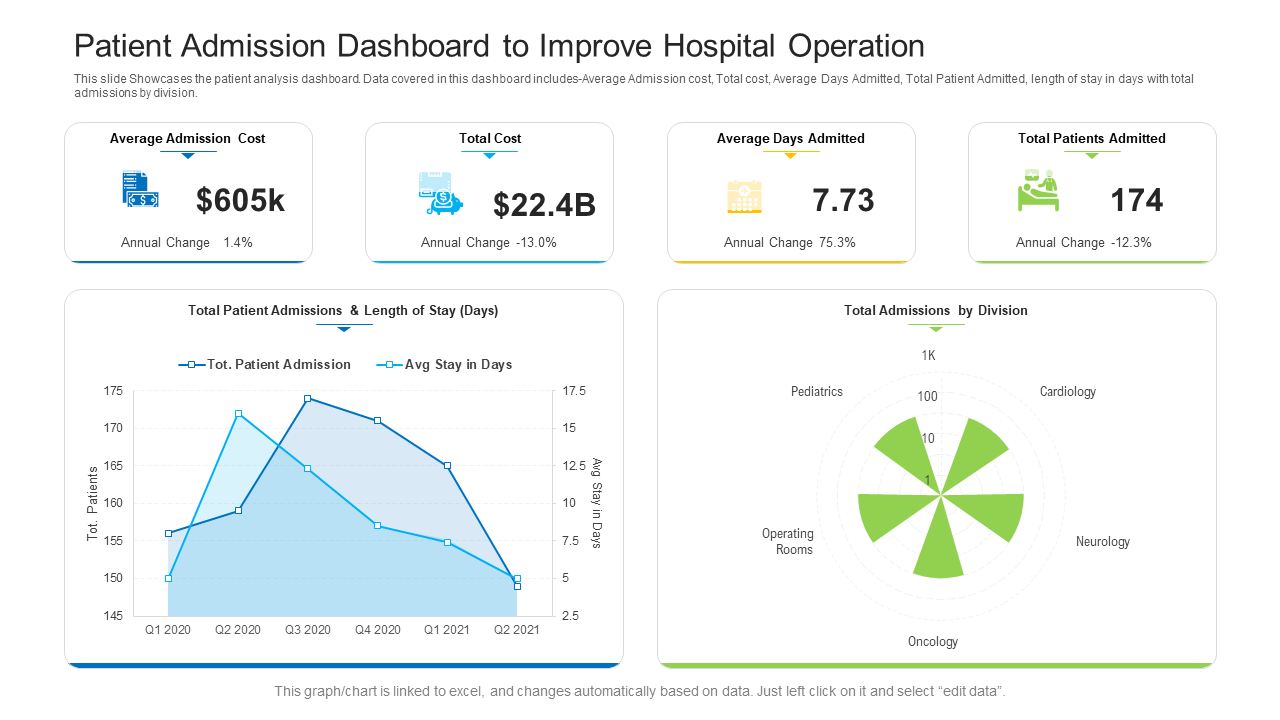 Patient Admission Dashboard to Improve Hospital Operation
This slide Showcases the patient analysis dashboard. Data covered in this dashboard includes-Average Admission cost, Total cost, Average Days Admitted, Total Patient Admitted, length of stay in days with total
admissions by division.
Average Admission Cost
$
$605k
Annual Change 1.4%
Total Cost
$
$22.4B
Annual Change -13.0%
Average Days Admitted
7.73
Annual Change 75.3%
Total Patients Admitted
174
Annual Change -12.3%
Total Patient Admissions & Length of Stay (Days)
Tot. Patient Admission
Avg Stay in Days
Tot. Patients
175
170
165
160
155
150
145
17.5
15
12.5
10
7.5
5
2.5
Avg Stay in Days
Q1 2020
Q2 2020
Q3 2020
Q4 2020
Q1 2021
Q2 2021
Total Admissions by Division
1K
100
10
1
Pediatrics
Cardiology
Operating
Rooms
Neurology
Oncology
This graph/chart is linked to excel, and changes automatically based on data. Just left click on it and select “edit data”.